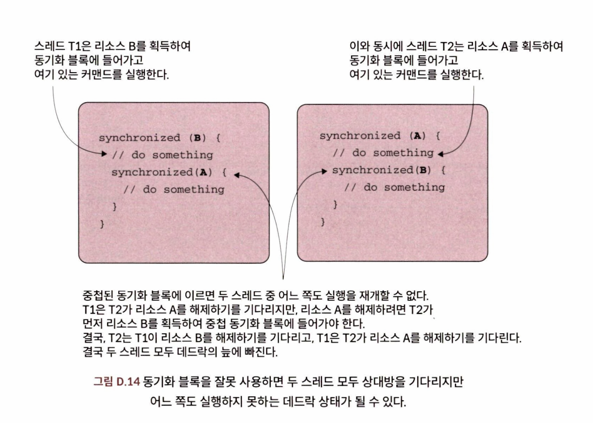 스레드 T1은 리소스 B를 획득하여
동기화 블록에 들어가고
여기 있는 커맨드를 실행한다.
이와 동시에 스레드 T2는 리소스 A를 획득하여
동기화 블록에 들어가고
여기 있는 커맨드를 실행한다.
synchronized (B) {
// do something
synchronized(A) {
// do something
}
}
synchronized (A) {
// do something
synchronized(B) {
// do something
}
}
중첩된 동기화 블록에 이르면 두 스레드 중 어느 쪽도 실행을 재개할 수 없다.
T1은 T2가 리소스 A를 해제하기를 기다리지만, 리소스 A를 해제하려면 T2가
먼저 리소스 B를 획득하여 중첩 동기화 블록에 들어가야 한다.
결국, T2는 T1이 리소스 B를 해제하기를 기다리고, T1은 T2가 리소스 A를 해제하기를 기다린다.
결국 두 스레드 모두 데드락의 늪에 빠진다.
그림 D.14 동기화 블록을 잘못 사용하면 두 스레드 모두 상대방을 기다리지만
어느 쪽도 실행하지 못하는 데드락 상태가 될 수 있다.